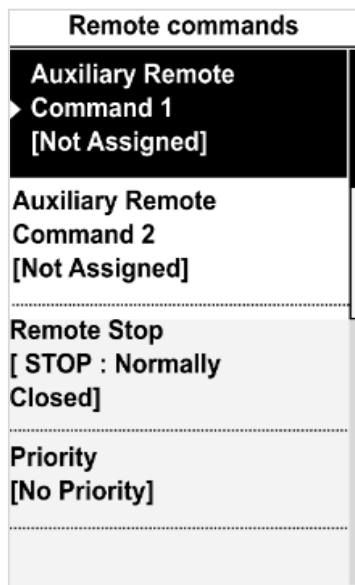 Remote commands
Auxiliary Remote
Command 1
[Not Assigned]
Auxiliary Remote
Command 2
[Not Assigned]
Remote Stop
[ STOP : Normally
Closed]
Priority
[No Priority]